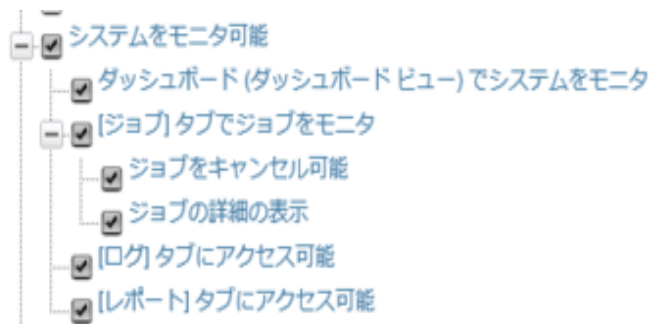 システムをモニタ可能
ダッシュボード (ダッシュボード ビュー) でシステムをモニタ
[ジョブ] タブでジョブをモニタ
ジョブをキャンセル可能
ジョブの詳細の表示
[ログ] タブにアクセス可能
[レポート] タブにアクセス可能